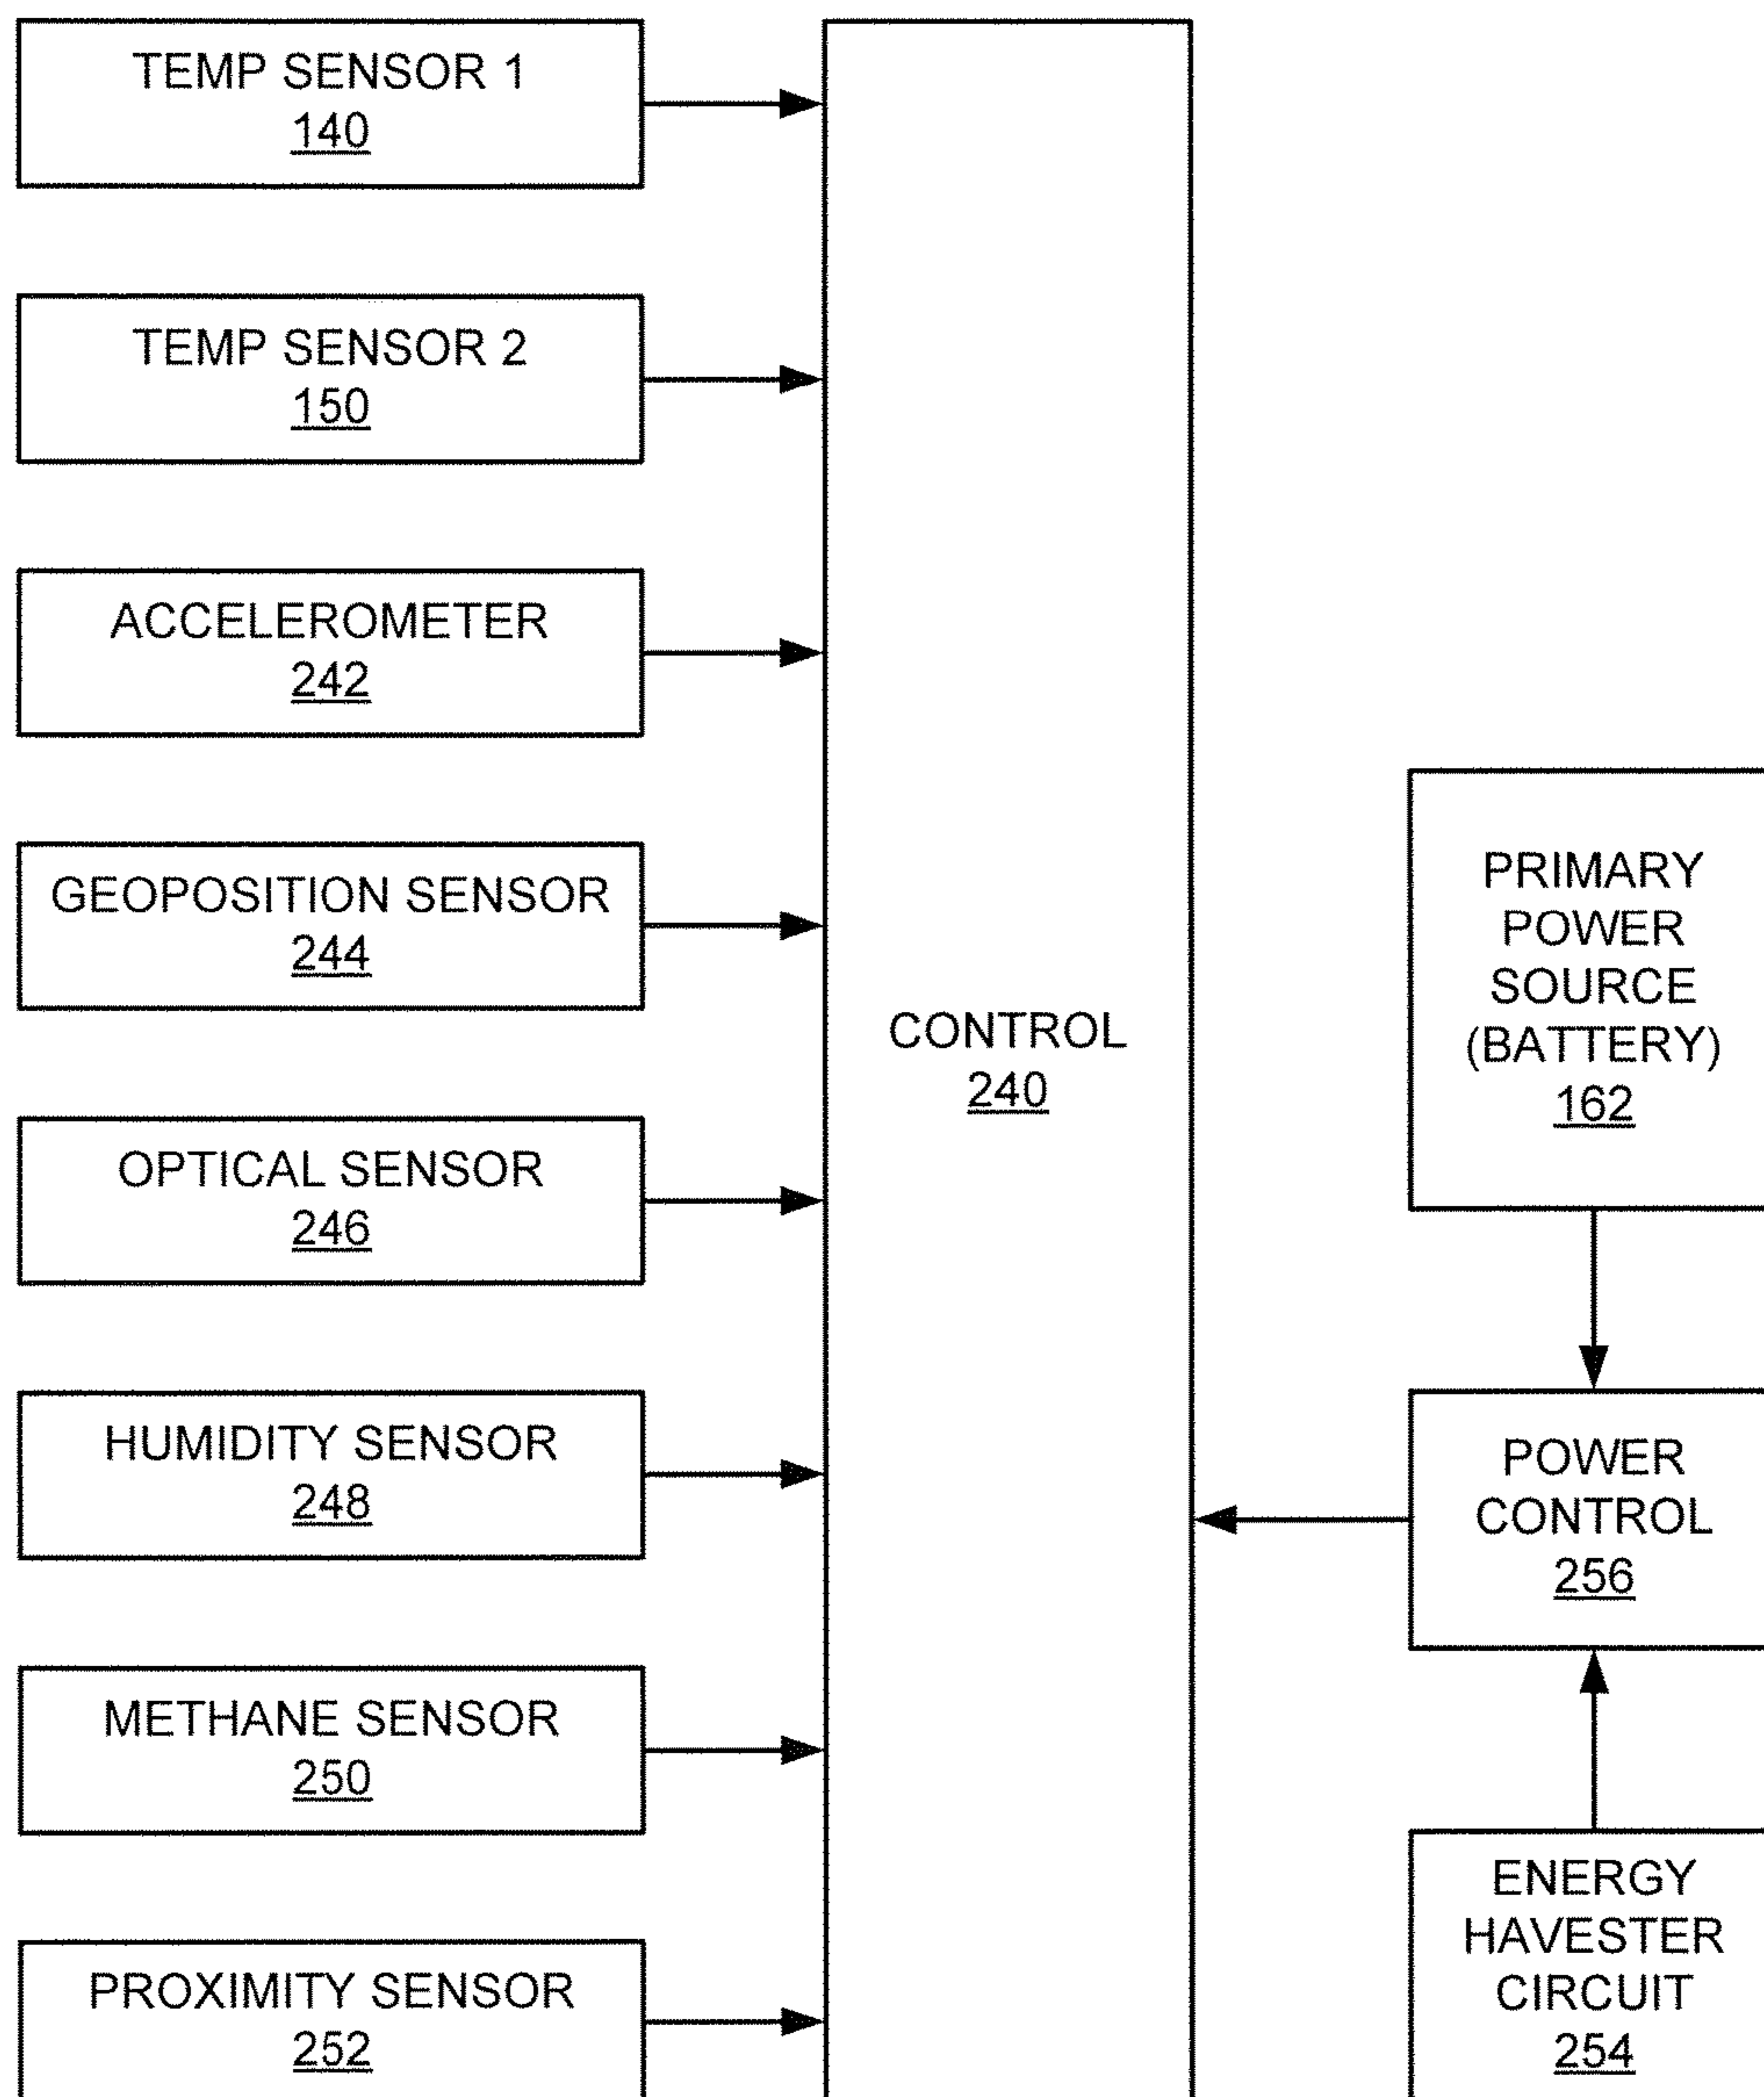 TEMP SENSOR 1
140
TEMP SENSOR 2
150
ACCELEROMETER
242
GEOPOSITION SENSOR
244
OPTICAL SENSOR
246
HUMIDITY SENSOR
248
METHANE SENSOR
250
PROXIMITY SENSOR
252
CONTROL
240
PRIMARY
POWER
SOURCE
(BATTERY)
162
POWER
CONTROL
256
ENERGY
HAVESTER
CIRCUIT
254